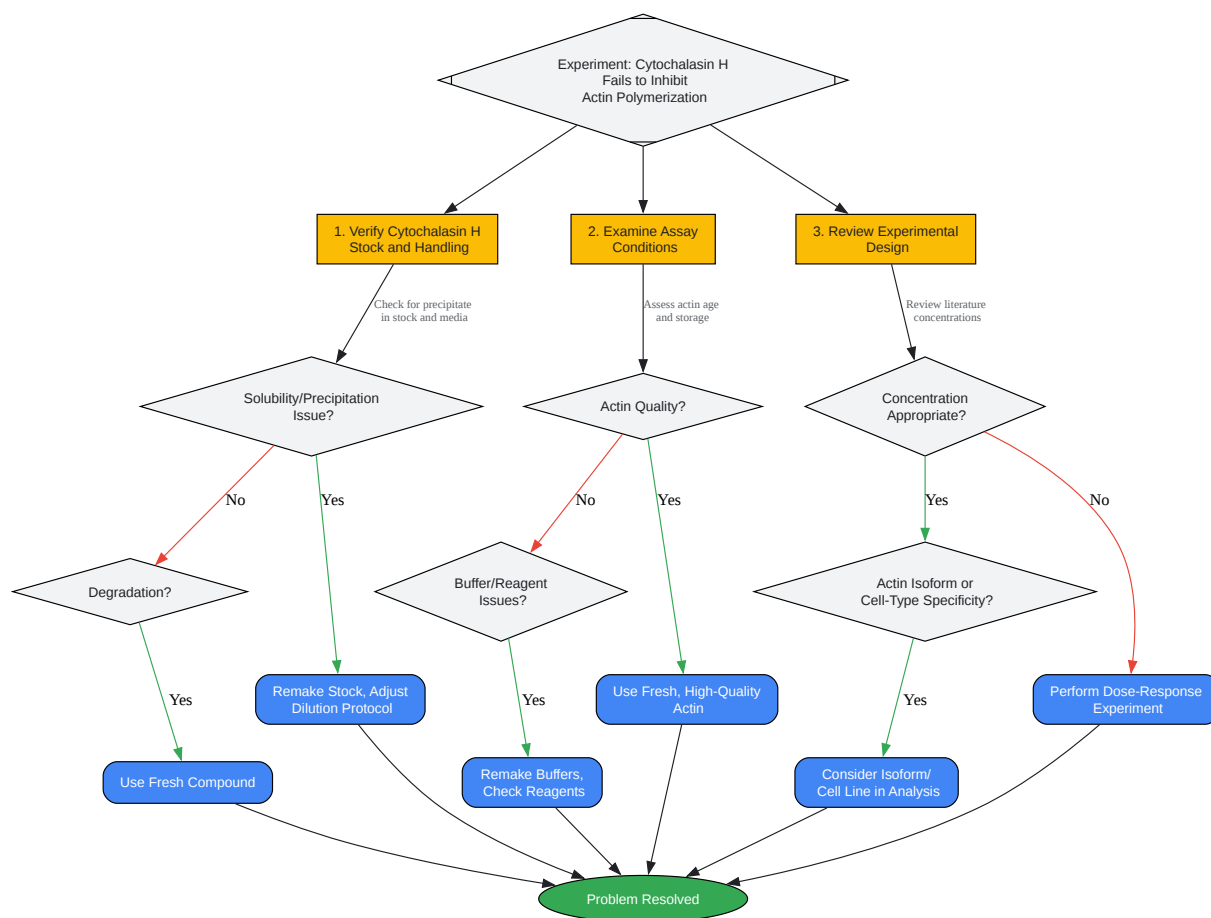 Experiment: Cytochalasin H
Fails to Inhibit
Actin Polymerization
1. Verify Cytochalasin H
Stock and Handling
2. Examine Assay
Conditions
3. Review Experimental
Design
Check for precipitate
in stock and media
Assess actin age
and storage
Review literature
concentrations
Solubility/Precipitation
Issue?
Actin Quality?
Concentration
Appropriate?
No
Yes
No
Yes
Yes
No
Degradation?
Buffer/Reagent
Issues?
Actin Isoform or
Cell-Type Specificity?
Yes
Remake Stock, Adjust
Dilution Protocol
Yes
Use Fresh, High-Quality
Actin
Yes
Perform Dose-Response
Experiment
Use Fresh Compound
Remake Buffers,
Check Reagents
Consider Isoform/
Cell Line in Analysis
Problem Resolved